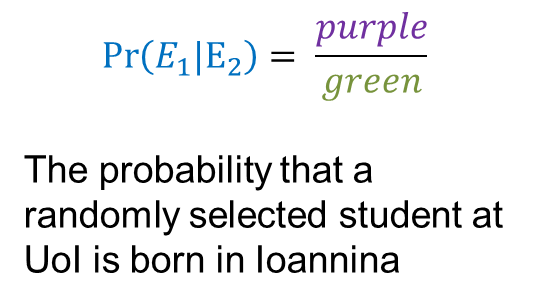 Pr(E₁|E₂) = purple / green
The probability that a
randomly selected student at
UoI is born in Ioannina